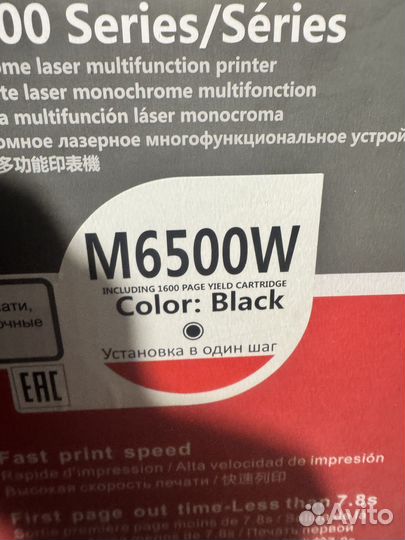 00 Series/Séries
ome laser multifunction printer
te laser monochrome multifonction
a multifunción láser monocroma
омное лазерное многофункциональное устрой
多功能印表機
M6500W
INCLUDING 1600 PAGE YIELD CARTRIDGE
Color: Black
Установка в один шаг
ати,
очные
EAC
Fast print speed
Rapide d'impression / Alta velocidad de impresión
Высокая скорость печати / 快速列印
First page out time-Less than 7.8s
Avito